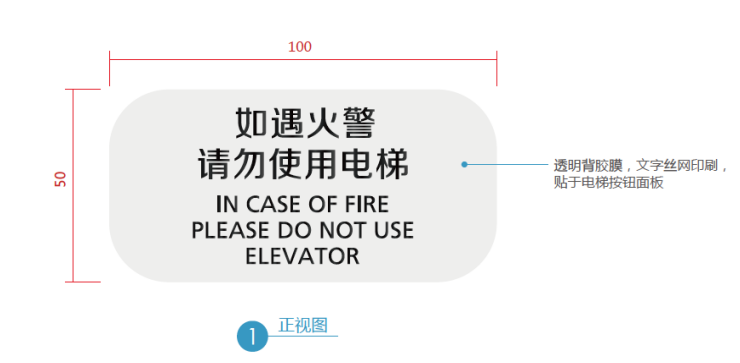 100
50
如遇火警
请勿使用电梯
IN CASE OF FIRE
PLEASE DO NOT USE
ELEVATOR
透明背胶膜，文字丝网印刷，
贴于电梯按钮面板
1 正视图